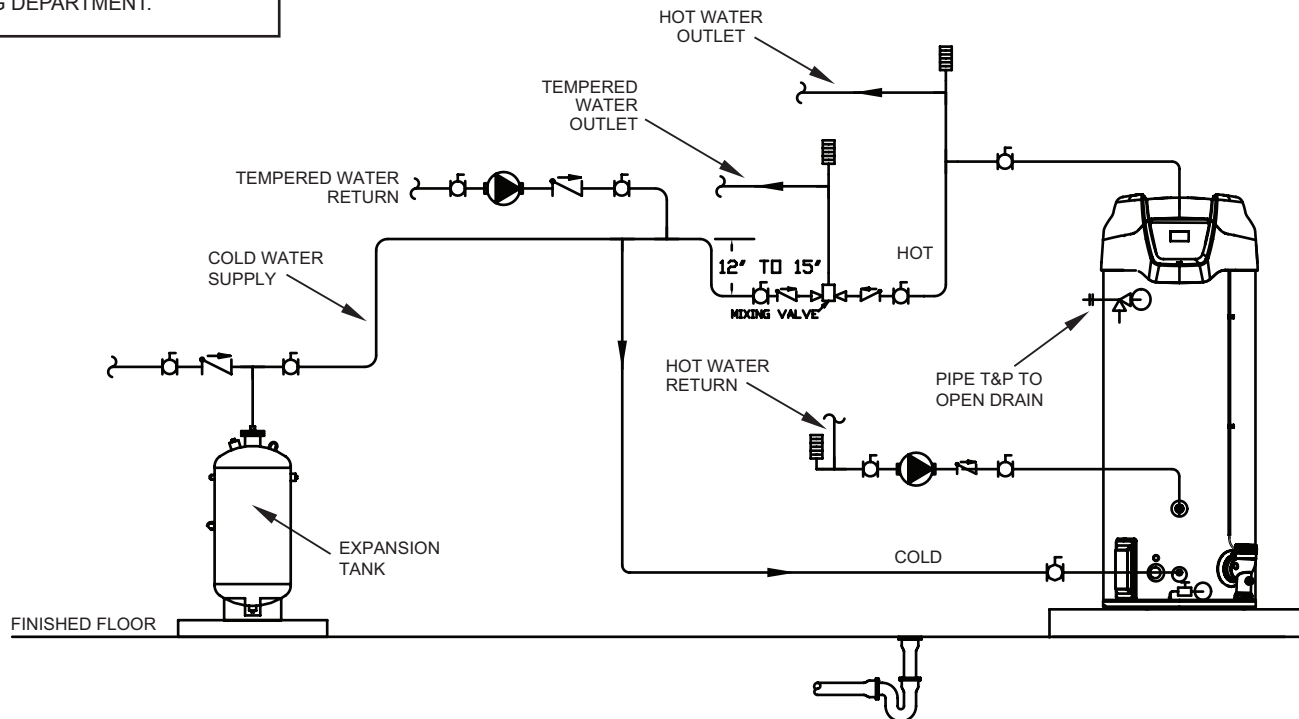 G DEPARTMENT.
HOT WATER
OUTLET
TEMPERED
WATER
OUTLET
TEMPERED WATER
RETURN
COLD WATER
SUPPLY
12" TO 15"
HOT
MIXING VALVE
HOT WATER
RETURN
PIPE T&P TO
OPEN DRAIN
EXPANSION
TANK
COLD
FINISHED FLOOR